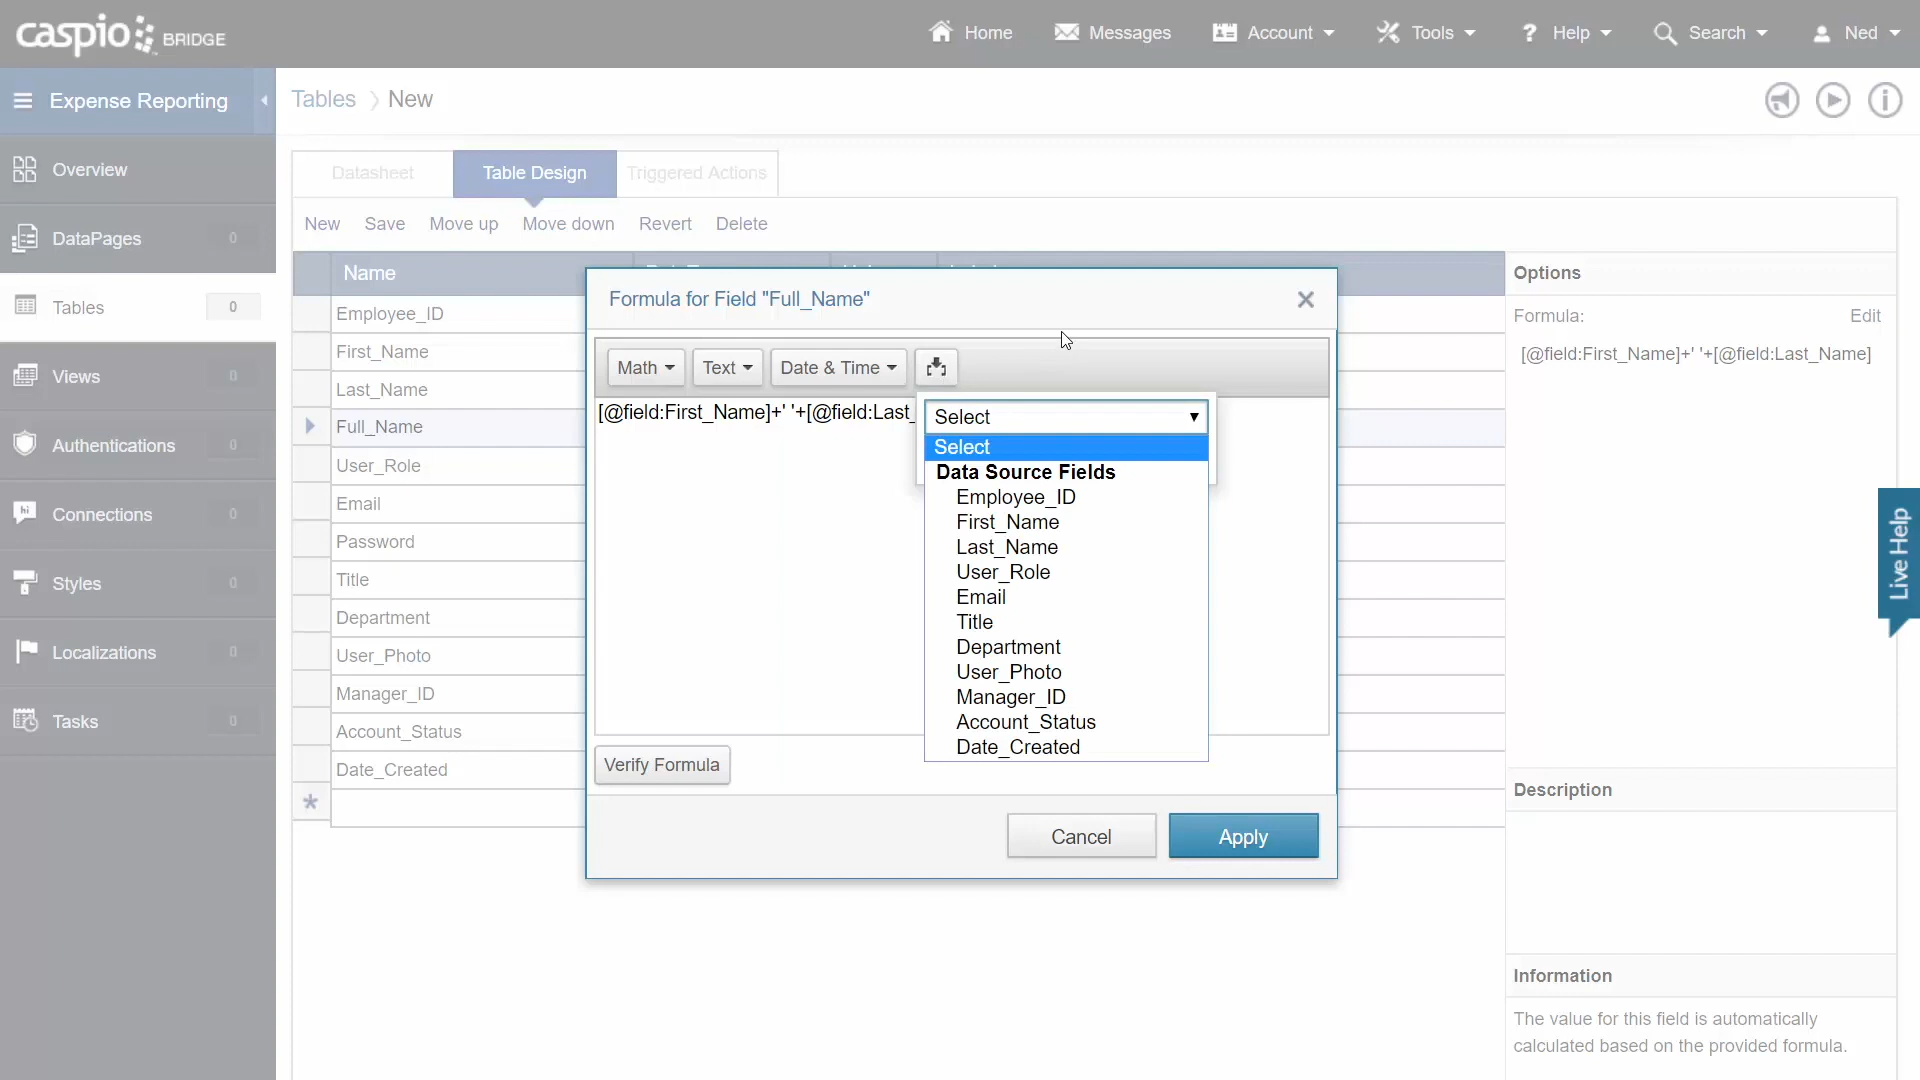 caspio BRIDGE
Home
Messages
Account
Tools
? Help
Search
Ned
Expense Reporting
Tables
New
Overview
DataPages 0
Tables 0
Views 0
Authentications 0
hi Connections 0
Styles 0
Localizations 0
Tasks 0
Datasheet
Table Design
Triggered Actions
New
Save
Move up
Move down
Revert
Delete
Name
Employee_ID
First_Name
Last_Name
Full_Name
User_Role
Email
Password
Title
Department
User_Photo
Manager_ID
Account_Status
Date_Created
*
Formula for Field "Full_Name"
Math
Text
Date & Time
[@field:First_Name]+' '+[@field:Last_
Select
Select
Data Source Fields
Employee_ID
First_Name
Last_Name
User_Role
Email
Title
Department
User_Photo
Manager_ID
Account_Status
Date_Created
Verify Formula
Cancel
Apply
Options
Formula:
Edit
[@field:First_Name]+' '+[@field:Last_Name]
Description
Information
The value for this field is automatically
calculated based on the provided formula.
Live Help